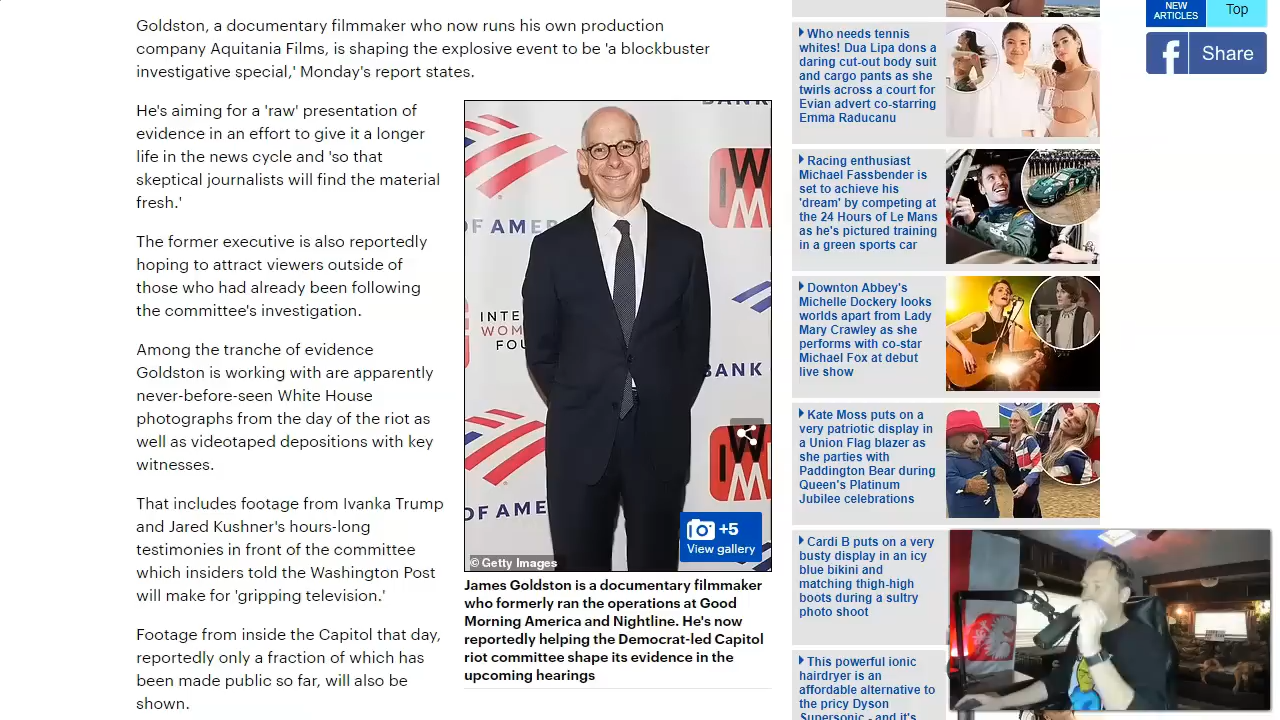 Goldston, a documentary filmmaker who now runs his own production
company Aquitania Films, is shaping the explosive event to be 'a blockbuster
investigative special,' Monday's report states.
He's aiming for a 'raw' presentation of
evidence in an effort to give it a longer
life in the news cycle and 'so that
skeptical journalists will find the material
fresh.'
The former executive is also reportedly
hoping to attract viewers outside of
those who had already been following
the committee's investigation.
Among the tranche of evidence
Goldston is working with are apparently
never-before-seen White House
photographs from the day of the riot as
well as videotaped depositions with key
witnesses.
That includes footage from Ivanka Trump
and Jared Kushner's hours-long
testimonies in front of the committee
which insiders told the Washington Post
will make for 'gripping television.'
Footage from inside the Capitol that day,
reportedly only a fraction of which has
been made public so far, will also be
shown.
BANK
IW
M
OF AMER
INTE
WOM
FOU
BANK
IW
M
OF AME
+5
View gallery
© Getty Images
James Goldston is a documentary filmmaker
who formerly ran the operations at Good
Morning America and Nightline. He's now
reportedly helping the Democrat-led Capitol
riot committee shape its evidence in the
upcoming hearings
Who needs tennis
whites! Dua Lipa dons a
daring cut-out body suit
and cargo pants as she
twirls across a court for
Evian advert co-starring
Emma Raducanu
Racing enthusiast
Michael Fassbender is
set to achieve his
'dream' by competing at
the 24 Hours of Le Mans
as he's pictured training
in a green sports car
Downton Abbey's
Michelle Dockery looks
worlds apart from Lady
Mary Crawley as she
performs with co-star
Michael Fox at debut
live show
Kate Moss puts on a
very patriotic display in
a Union Flag blazer as
she parties with
Paddington Bear during
Queen's Platinum
Jubilee celebrations
Cardi B puts on a very
busty display in an icy
blue bikini and
matching thigh-high
boots during a sultry
photo shoot
This powerful ionic
hairdryer is an
affordable alternative to
the pricy Dyson
Supersonic - and it's
NEW
ARTICLES
Top
f Share